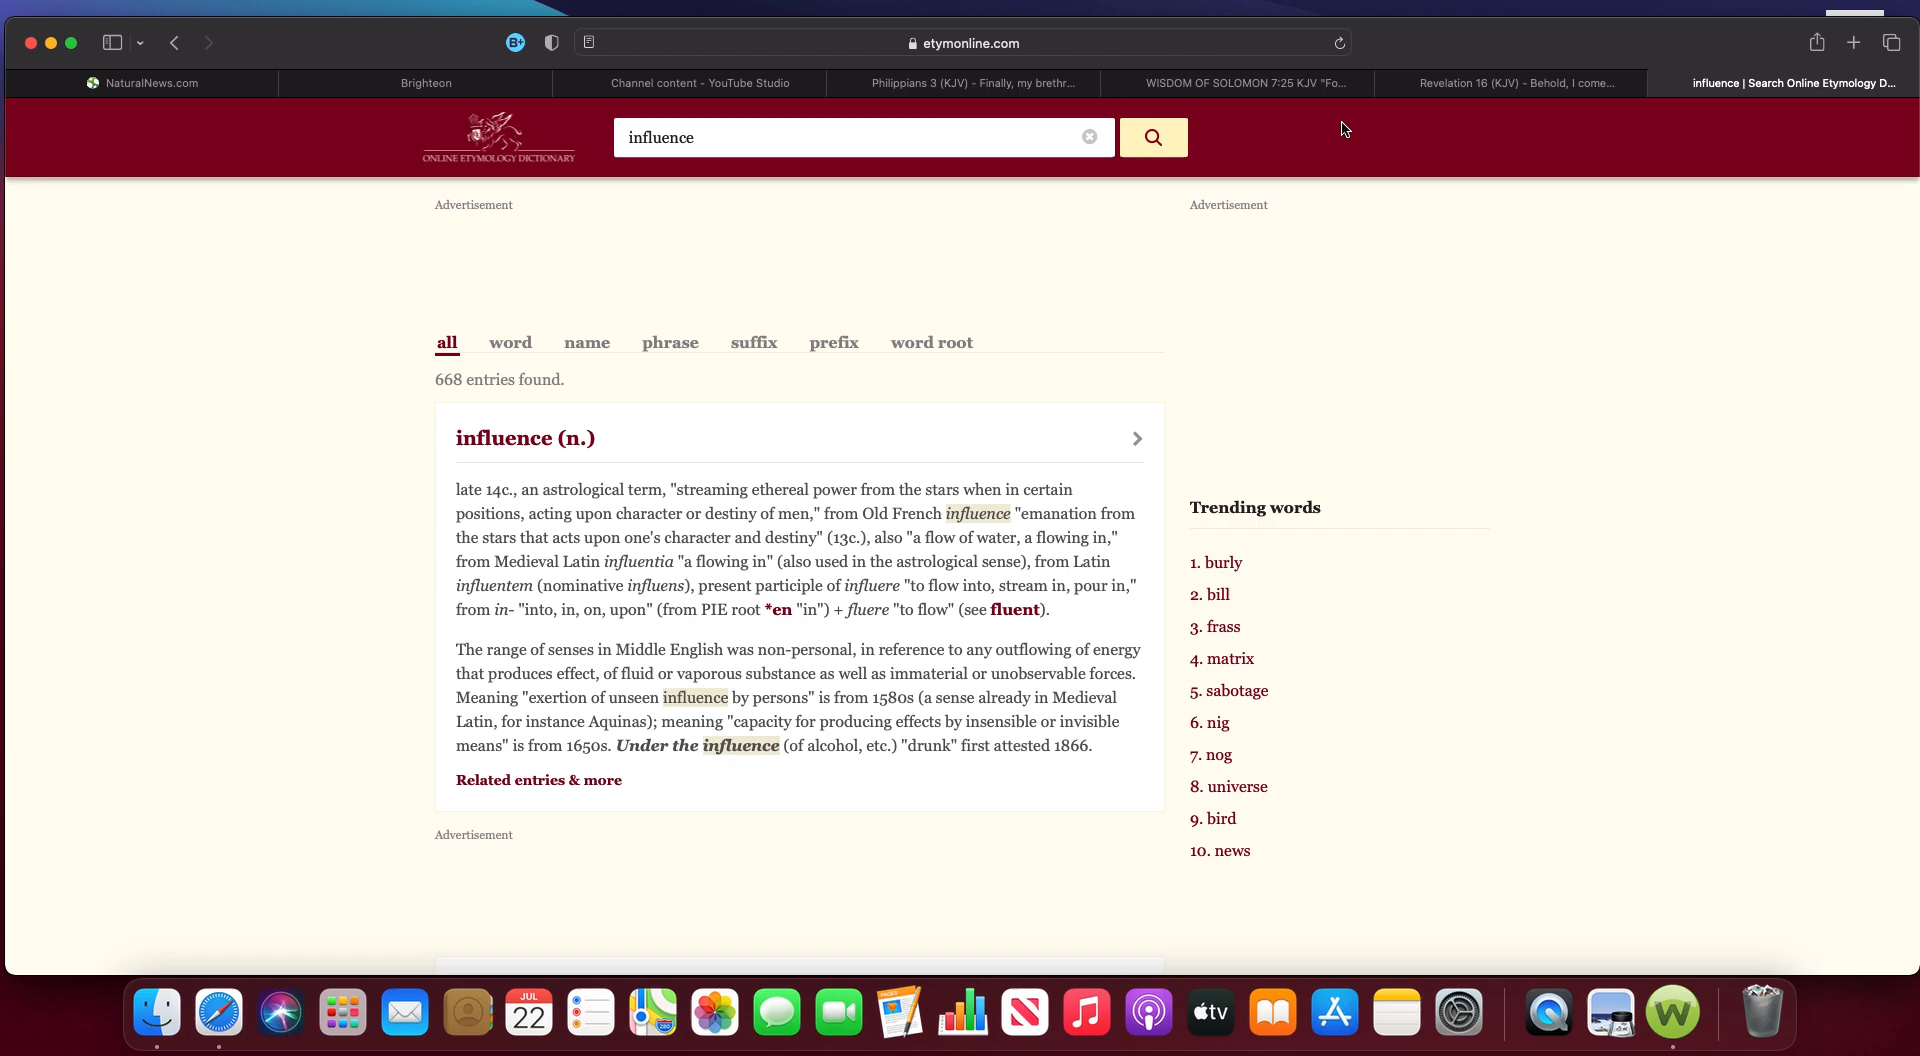 B+
etymonline.com
NaturalNews.com
Brighteon
Channel content - YouTube Studio
Philippians 3 (KJV) - Finally, my brethr...
WISDOM OF SOLOMON 7:25 KJV "Fo...
Revelation 16 (KJV) - Behold, I come...
influence | Search Online Etymology D...
ONLINE ETYMOLOGY DICTIONARY
influence
Advertisement
Advertisement
all word name phrase suffix prefix word root
668 entries found.
influence (n.)
late 14c., an astrological term, "streaming ethereal power from the stars when in certain
positions, acting upon character or destiny of men," from Old French influence "emanation from
the stars that acts upon one's character and destiny" (13c.), also "a flow of water, a flowing in,"
from Medieval Latin influentia "a flowing in" (also used in the astrological sense), from Latin
influentem (nominative influens), present participle of influere "to flow into, stream in, pour in,"
from in- "into, in, on, upon" (from PIE root *en "in") + fluere "to flow" (see fluent).
The range of senses in Middle English was non-personal, in reference to any outflowing of energy
that produces effect, of fluid or vaporous substance as well as immaterial or unobservable forces.
Meaning "exertion of unseen influence by persons" is from 1580s (a sense already in Medieval
Latin, for instance Aquinas); meaning "capacity for producing effects by insensible or invisible
means" is from 1650s. Under the influence (of alcohol, etc.) "drunk" first attested 1866.
Related entries & more
Advertisement
Trending words
1. burly
2. bill
3. frass
4. matrix
5. sabotage
6. nig
7. nog
8. universe
9. bird
10. news
JUL
22
PAGES
280
tv
W